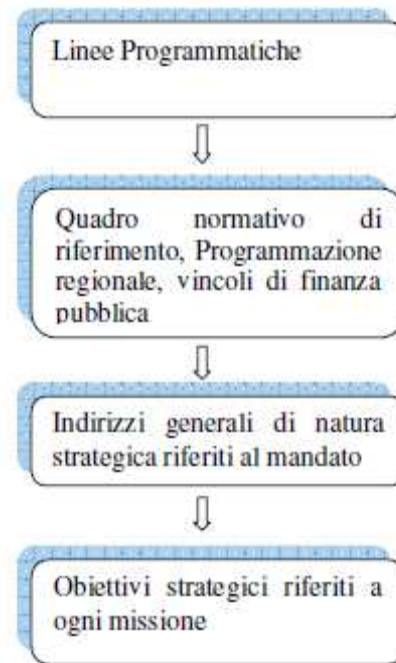 Linee Programmatiche
Quadro normativo di
riferimento, Programmazione
regionale, vincoli di finanza
pubblica
Indirizzi generali di natura
strategica riferiti al mandato
Obiettivi strategici riferiti a
ogni missione